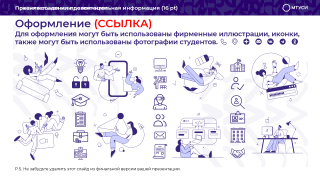 дополнительная информация (16 pt)
МТУСИ
Оформление (ССЫЛКА)
Для оформления могут быть использованы фирменные иллюстрации, иконки,
также могут быть использованы фотографии студентов.
P.S. Не забудьте удалить этот слайд из финальной версии вашей презентации